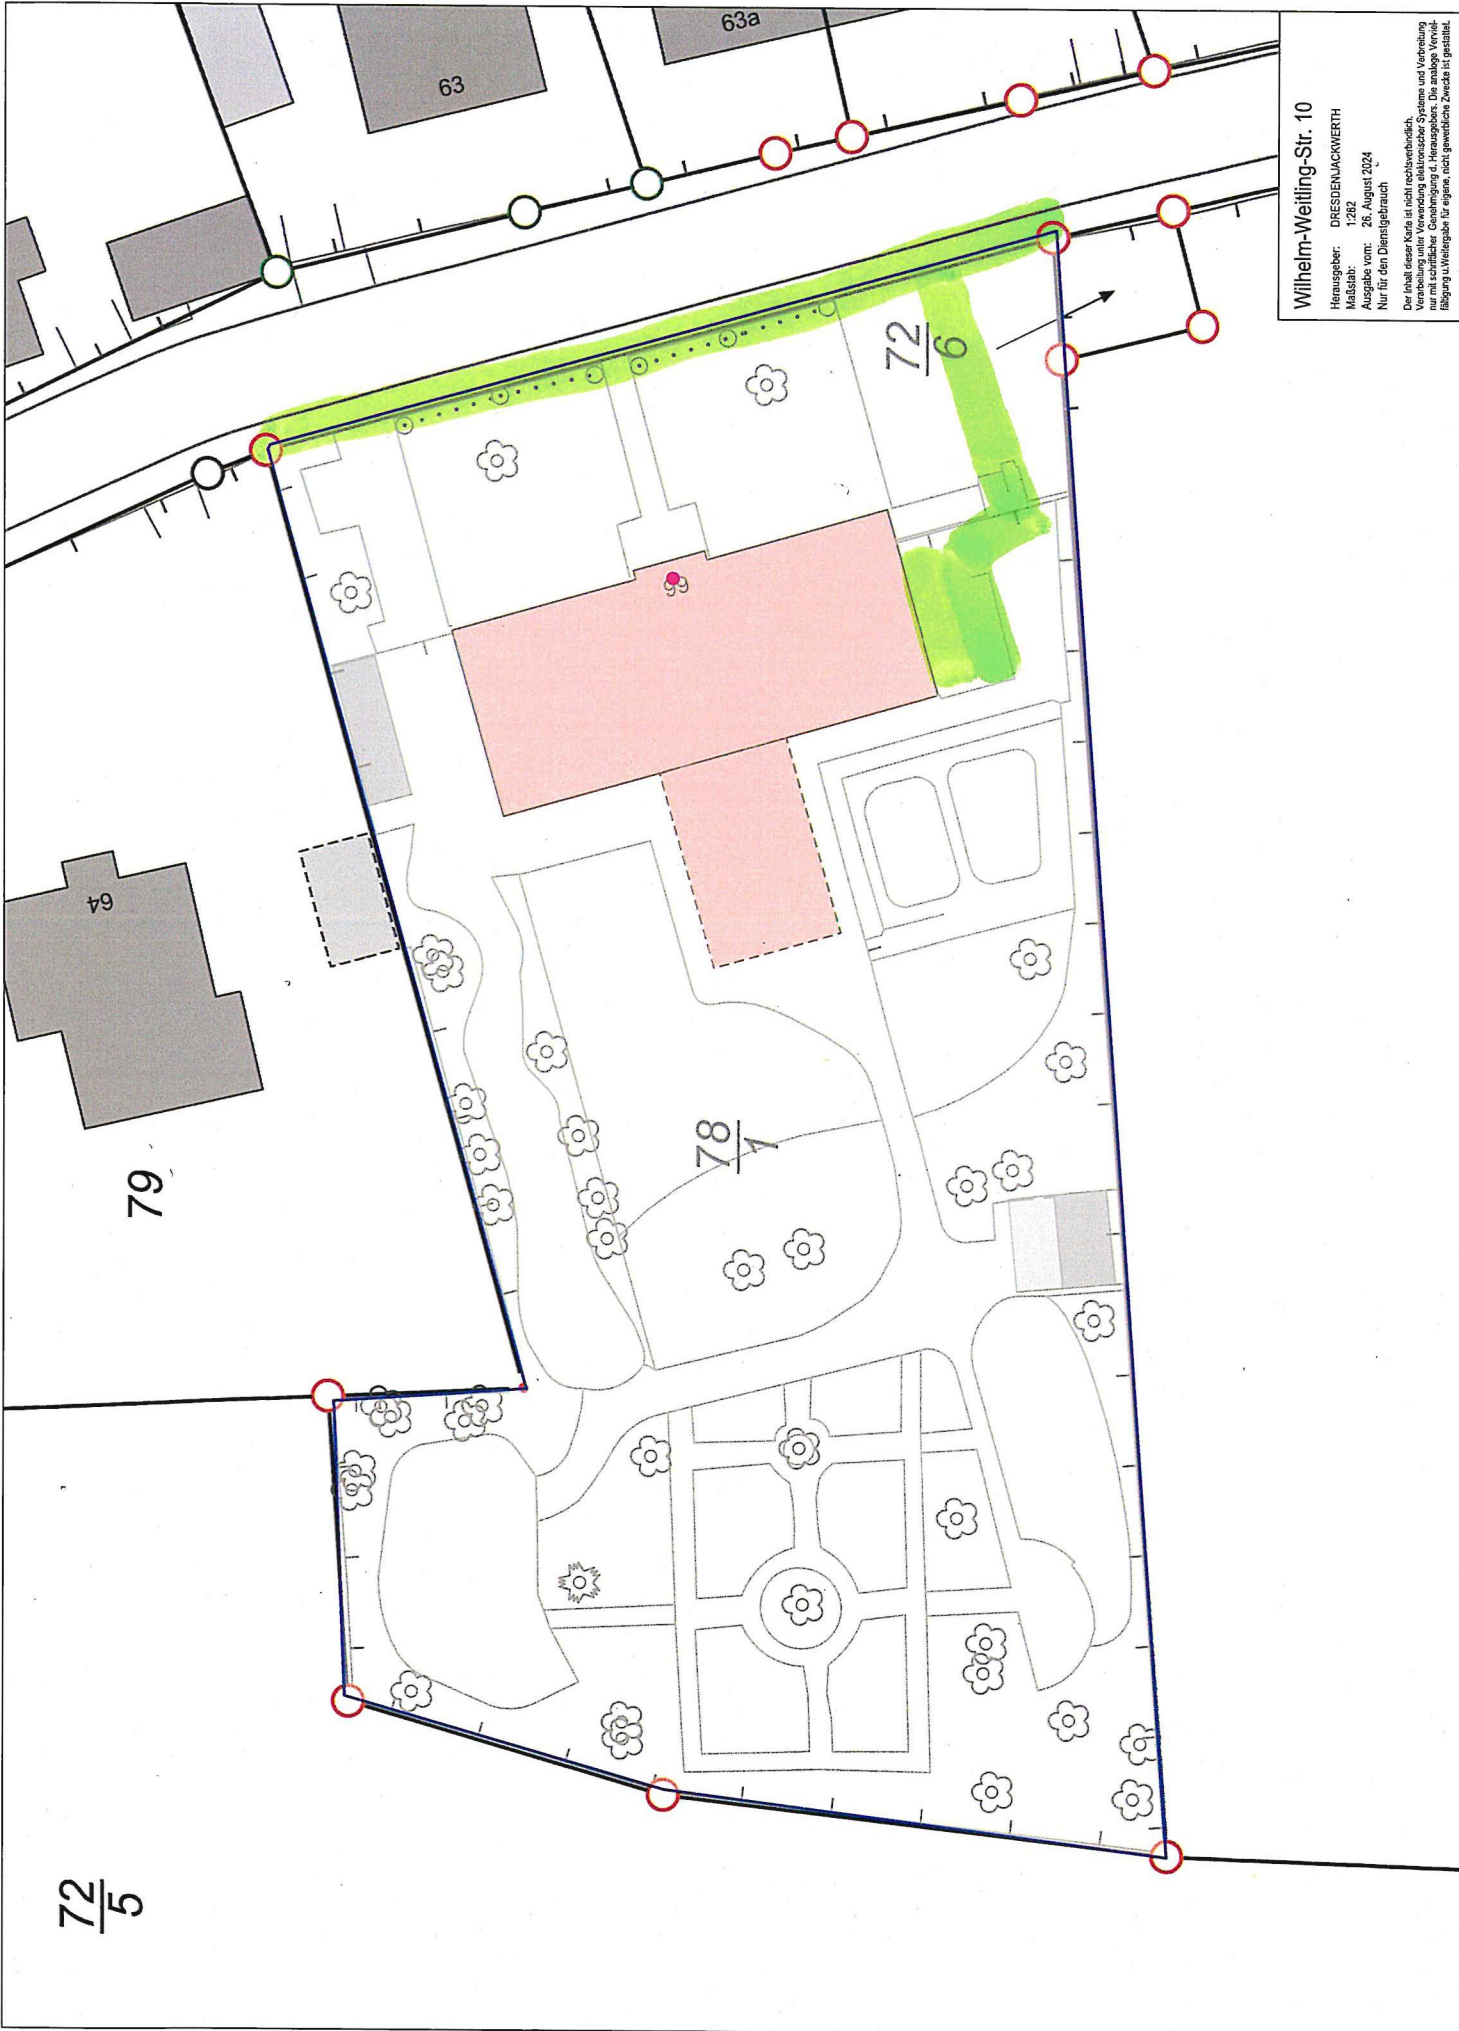 63
63a
64
79
72
5
72
6
78
1
Wilhelm-Weitling-Str. 10
Herausgeber: DRESDEN\JACKWERTH
Maßstab: 1:262
Ausgabe vom: 26. August 2024
Nur für den Dienstgebrauch
Der Inhalt dieser Karte ist nicht rechtsverbindlich.
Verarbeitung unter Verwendung elektronischer Systeme und Verbreitung
nur mit schriftlicher Genehmigung d. Herausgebers. Die analoge Verviel-
fältigung u. Weitergabe für eigene, nicht gewerbliche Zwecke ist gestattet.